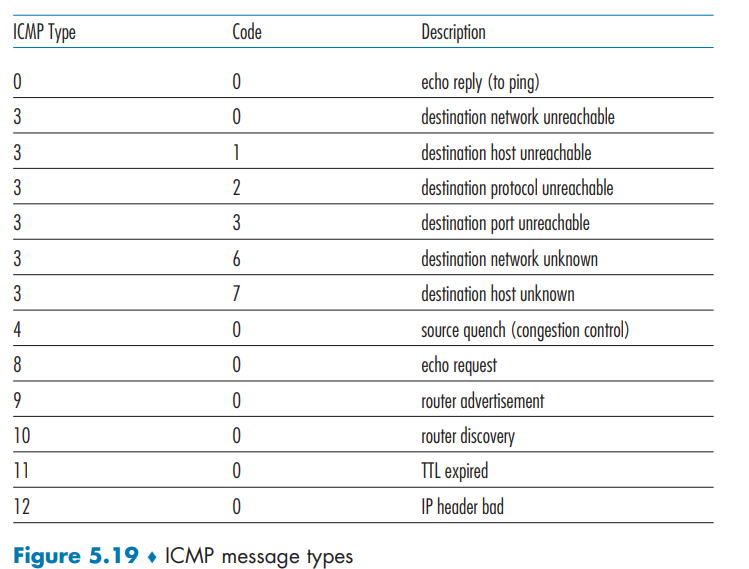 ICMP Type Code Description
0 0 echo reply (to ping)
3 0 destination network unreachable
3 1 destination host unreachable
3 2 destination protocol unreachable
3 3 destination port unreachable
3 6 destination network unknown
3 7 destination host unknown
4 0 source quench (congestion control)
8 0 echo request
9 0 router advertisement
10 0 router discovery
11 0 TTL expired
12 0 IP header bad
Figure 5.19 ♦ ICMP message types